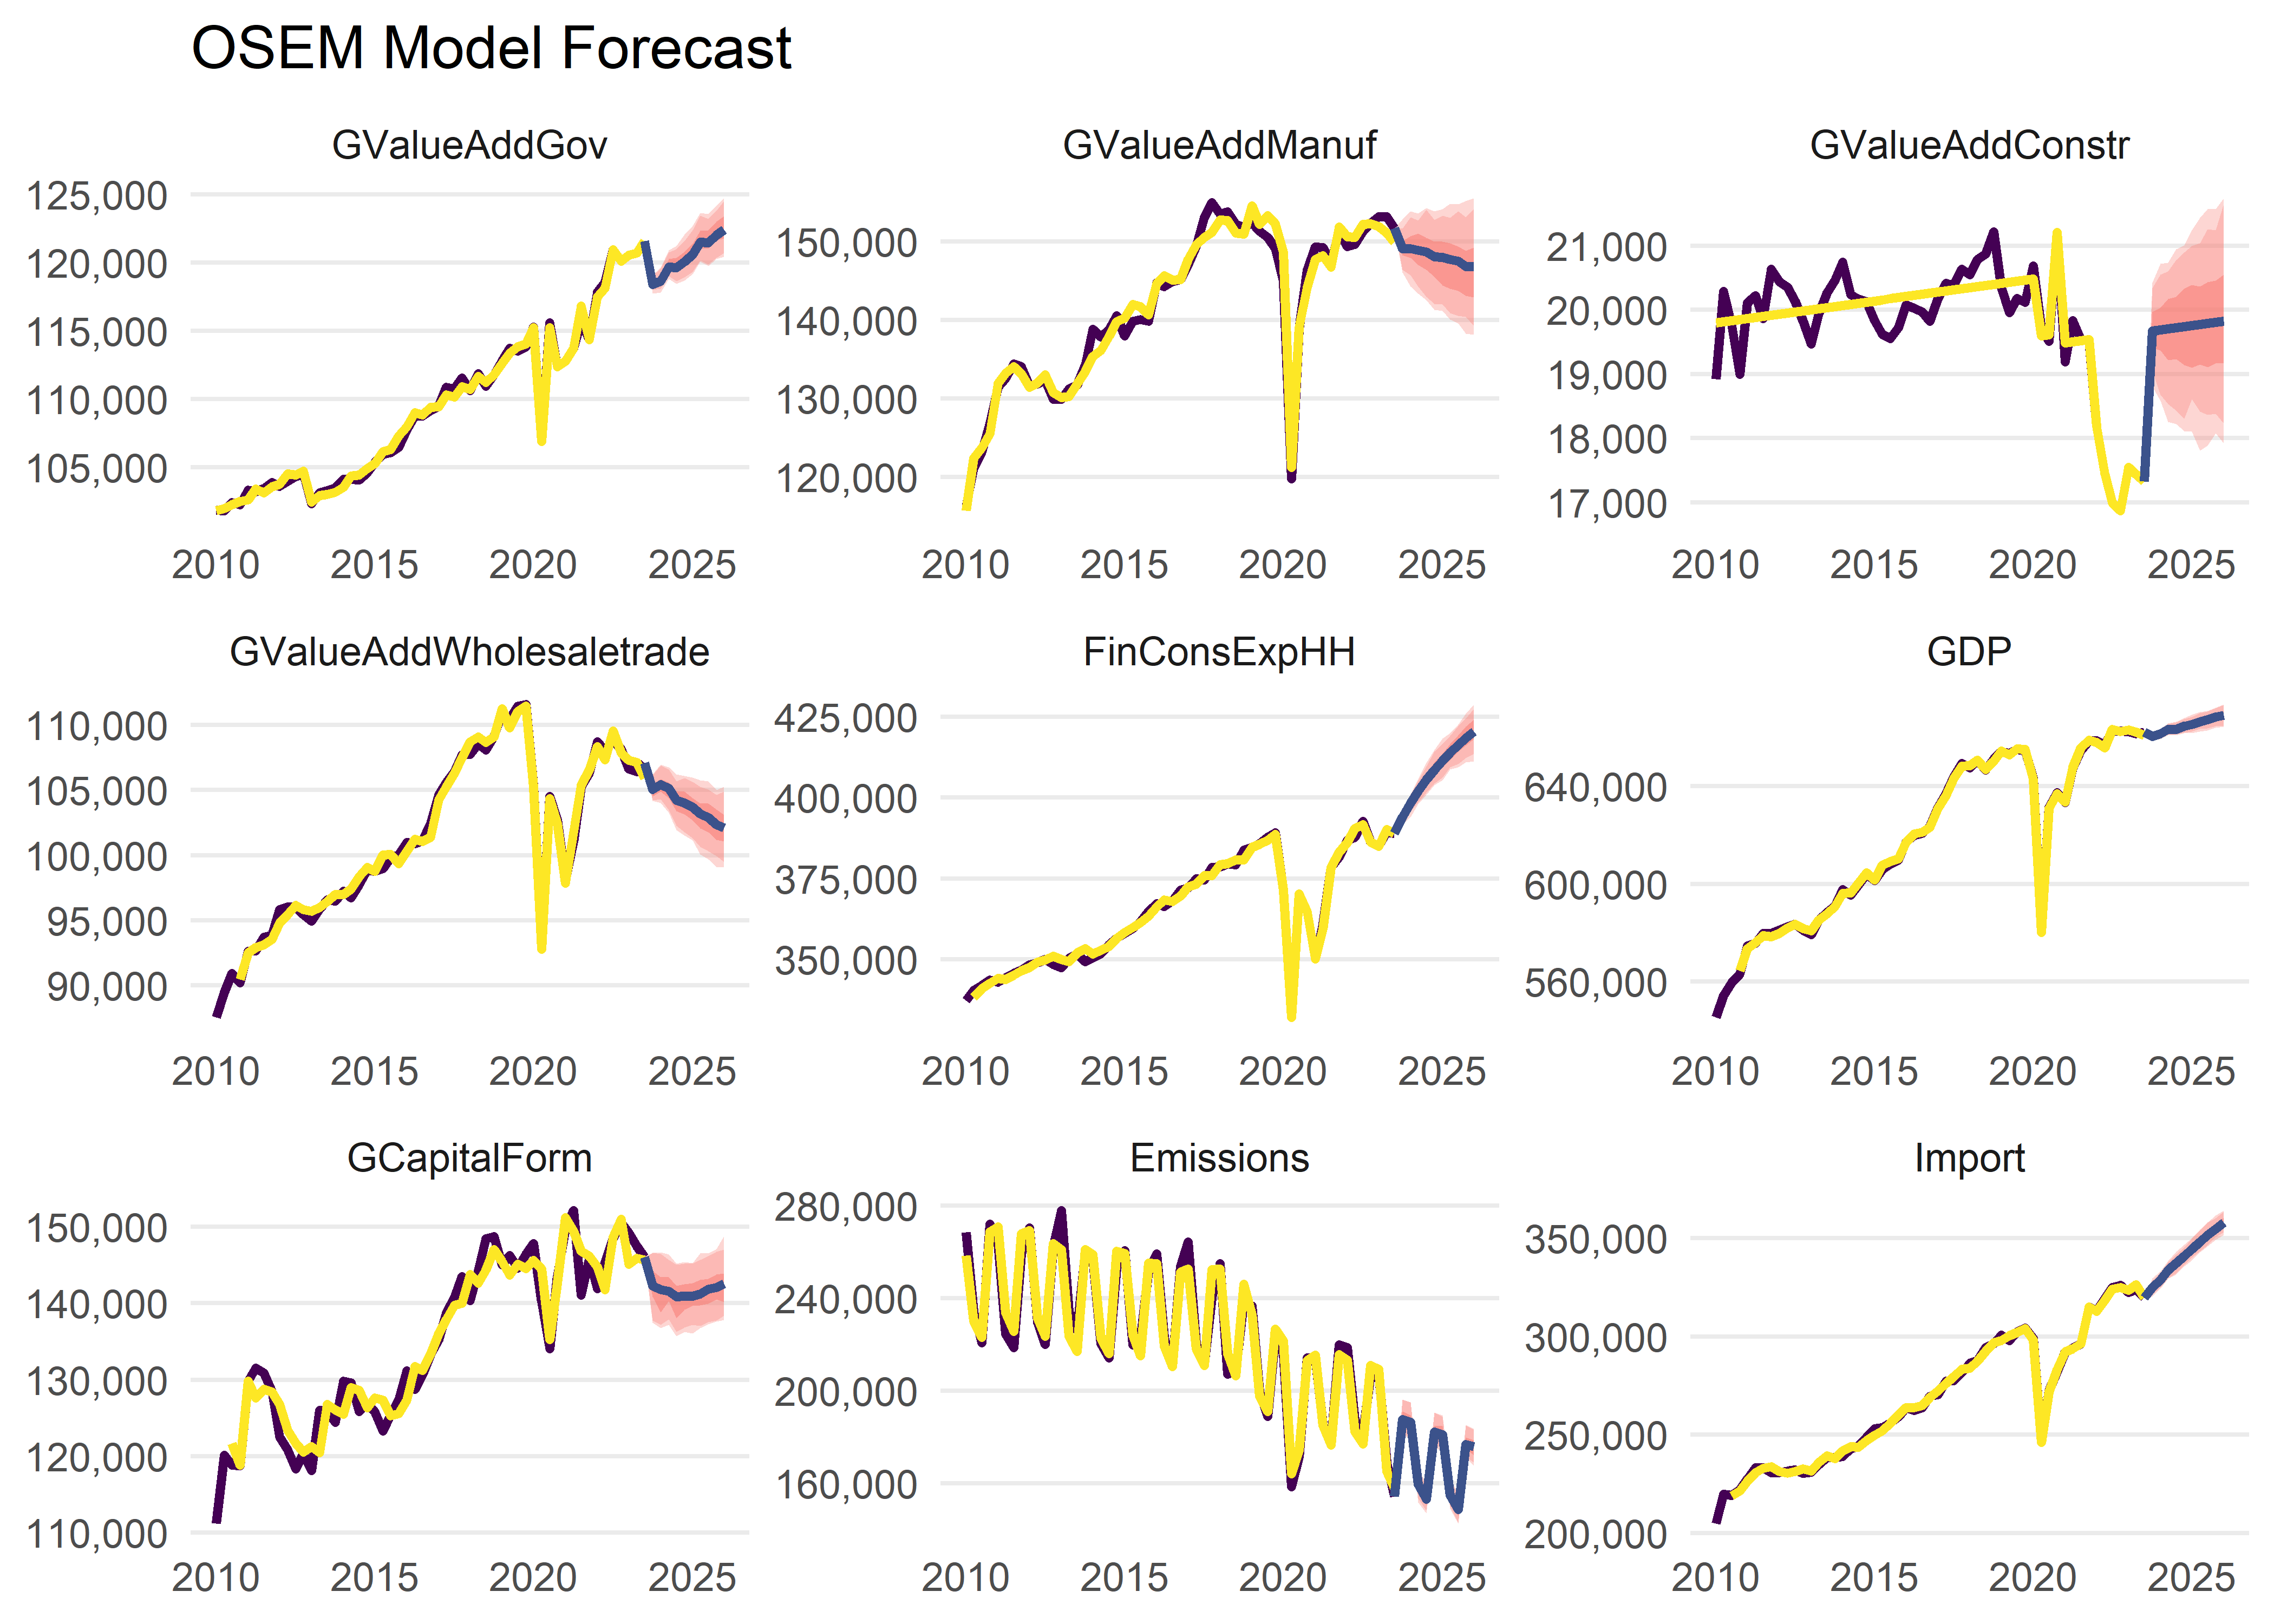 OSEM Model Forecast
GValueAddGov
125,000
120,000
115,000
110,000
105,000
2010 2015 2020 2025
GValueAddManuf
150,000
140,000
130,000
120,000
2010 2015 2020 2025
GValueAddConstr
21,000
20,000
19,000
18,000
17,000
2010 2015 2020 2025
GValueAddWholesaletrade
110,000
105,000
100,000
95,000
90,000
2010 2015 2020 2025
FinConsExpHH
425,000
400,000
375,000
350,000
2010 2015 2020 2025
GDP
640,000
600,000
560,000
2010 2015 2020 2025
GCapitalForm
150,000
140,000
130,000
120,000
110,000
2010 2015 2020 2025
Emissions
280,000
240,000
200,000
160,000
2010 2015 2020 2025
Import
350,000
300,000
250,000
200,000
2010 2015 2020 2025